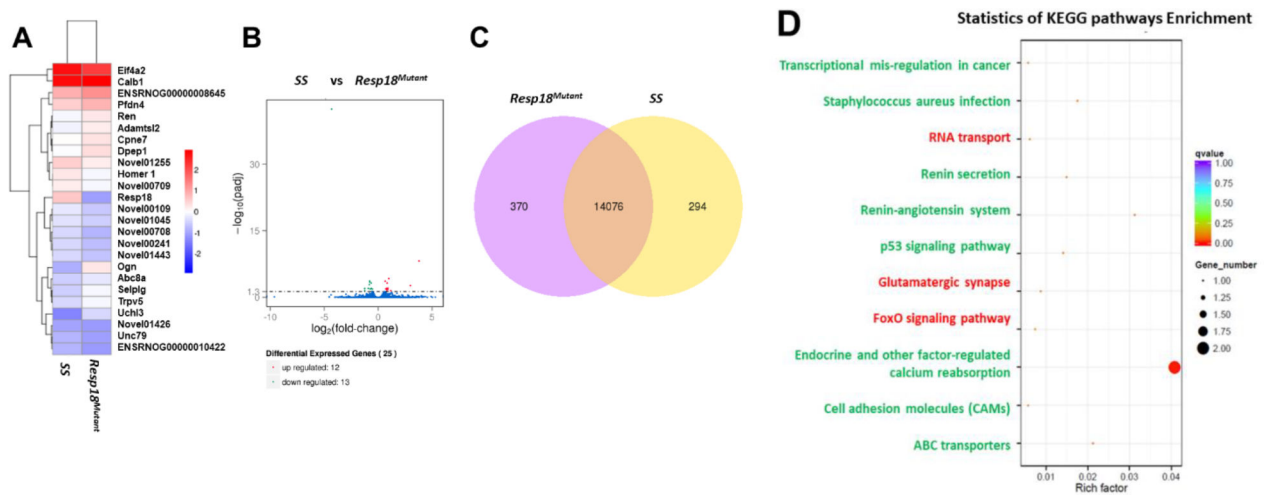 A
Eif4a2
Calb1
ENSRNOG00000008645
Pfdn4
Ren
Adamtsl2
Cpne7
Dpep1
Novel01255
Homer 1
Novel00709
Resp18
Novel00109
Novel01045
Novel00708
Novel00241
Novel01443
Ogn
Abc8a
Selplg
Trpv5
Uchl3
Novel01426
Unc79
ENSRNOG00000010422
2
1
0
-1
-2
SS
Resp18Mutant
B
SS vs Resp18Mutant
-log10(padj)
30
15
1.3
0
-10
-5
0
5
log2(fold-change)
Differential Expressed Genes ( 25 )
up regulated: 12
down regulated: 13
C
Resp18Mutant
SS
370
14076
294
D
Statistics of KEGG pathways Enrichment
Transcriptional mis-regulation in cancer
Staphylococcus aureus infection
RNA transport
Renin secretion
Renin-angiotensin system
p53 signaling pathway
Glutamergic synapse
FoxO signaling pathway
Endocrine and other factor-regulated
calcium reabsorption
Cell adhesion molecules (CAMs)
ABC transporters
0.01
0.02
0.03
0.04
Rich factor
qvalue
1.00
0.75
0.50
0.25
0.00
Gene_number
1.00
1.25
1.50
1.75
2.00